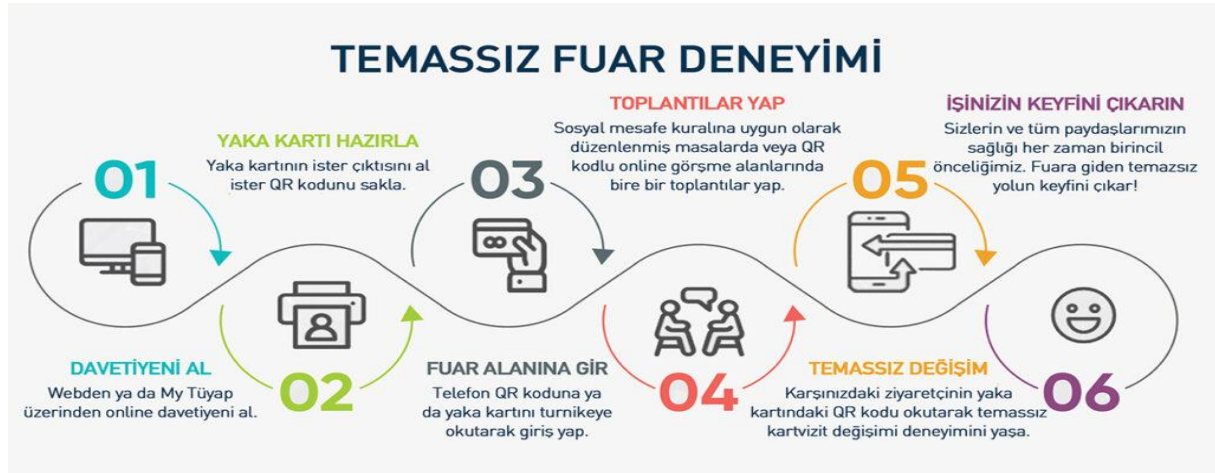 TEMASSIZ FUAR DENEYİMİ
01
DAVETİYENİ AL
Webden ya da My Tüyap
üzerinden online davetiyeni al.
YAKA KARTI HAZIRLA
Yaka kartının ister çıktısını al
ister QR kodunu sakla.
02
03
FUAR ALANINA GİR
Telefon QR koduna ya
da yaka kartını turnikeye
okutarak giriş yap.
TOPLANTILAR YAP
Sosyal mesafe kuralına uygun olarak
düzenlenmiş masalarda veya QR
kodlu online görşme alanlarında
bire bir toplantılar yap.
04
05
TEMASSIZ DEĞİŞİM
Karşınızdaki ziyaretçinin yaka
kartındaki QR kodu okutarak temassız
kartvizit değişimi deneyimini yaşa.
İŞİNİZİN KEYFİNİ ÇIKARIN
Sizlerin ve tüm paydaşlarımızın
sağlığı her zaman birincil
önceliğimiz. Fuara giden temazsız
yolun keyfini çıkar!
06